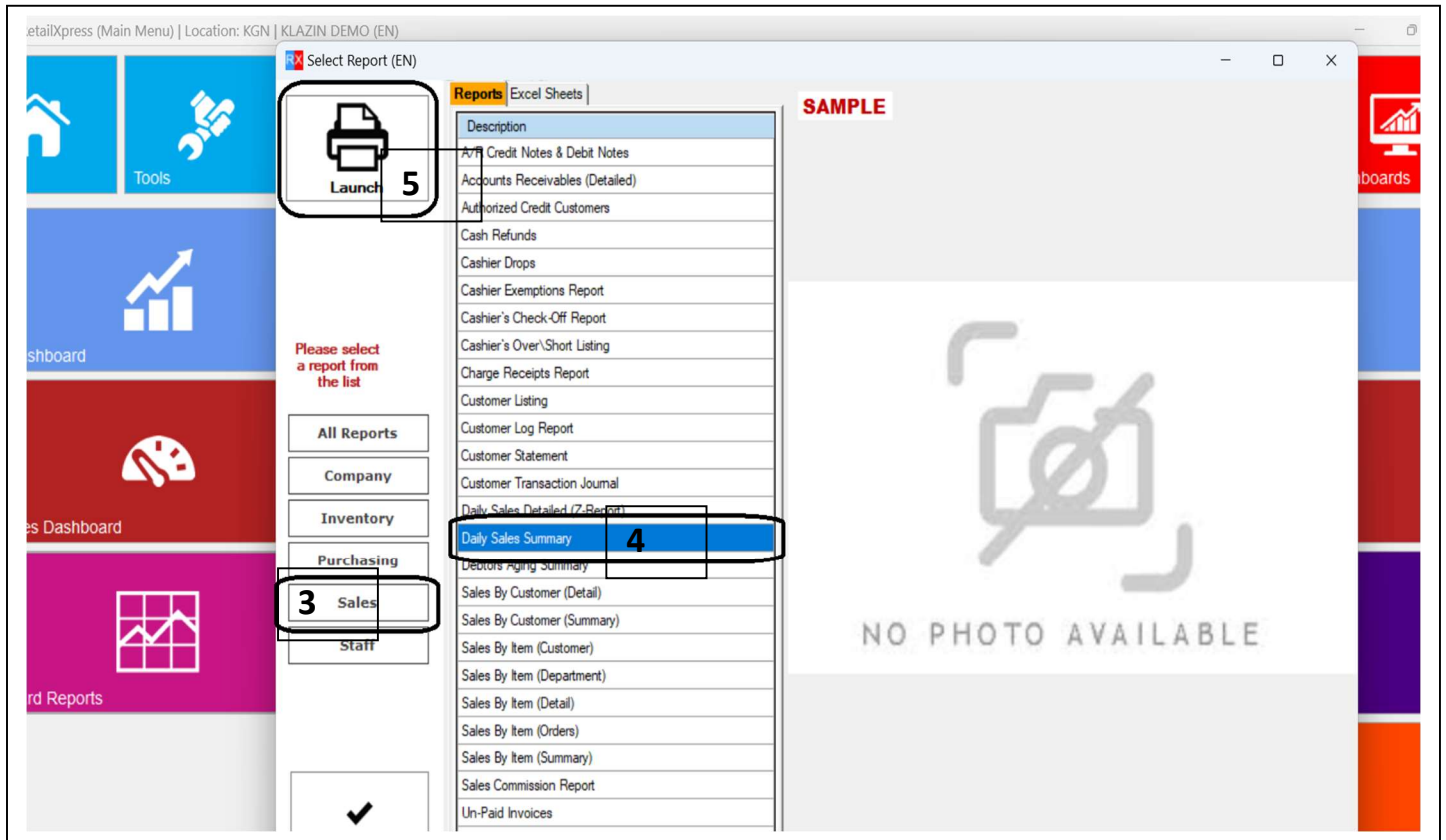 etailXpress (Main Menu) | Location: KGN | KLAZIN DEMO (EN)
RX Select Report (EN)
Tools
shboard
es Dashboard
rd Reports
Launch
5
Please select
a report from
the list
All Reports
Company
Inventory
Purchasing
3 Sales
Staff
Reports Excel Sheets
Description
A/R Credit Notes & Debit Notes
Accounts Receivables (Detailed)
Authorized Credit Customers
Cash Refunds
Cashier Drops
Cashier Exemptions Report
Cashier's Check-Off Report
Cashier's Over\Short Listing
Charge Receipts Report
Customer Listing
Customer Log Report
Customer Statement
Customer Transaction Journal
Daily Sales Detailed (Z-Report)
Daily Sales Summary 4
Debtors Aging Summary
Sales By Customer (Detail)
Sales By Customer (Summary)
Sales By Item (Customer)
Sales By Item (Department)
Sales By Item (Detail)
Sales By Item (Orders)
Sales By Item (Summary)
Sales Commission Report
Un-Paid Invoices
SAMPLE
NO PHOTO AVAILABLE
hboards